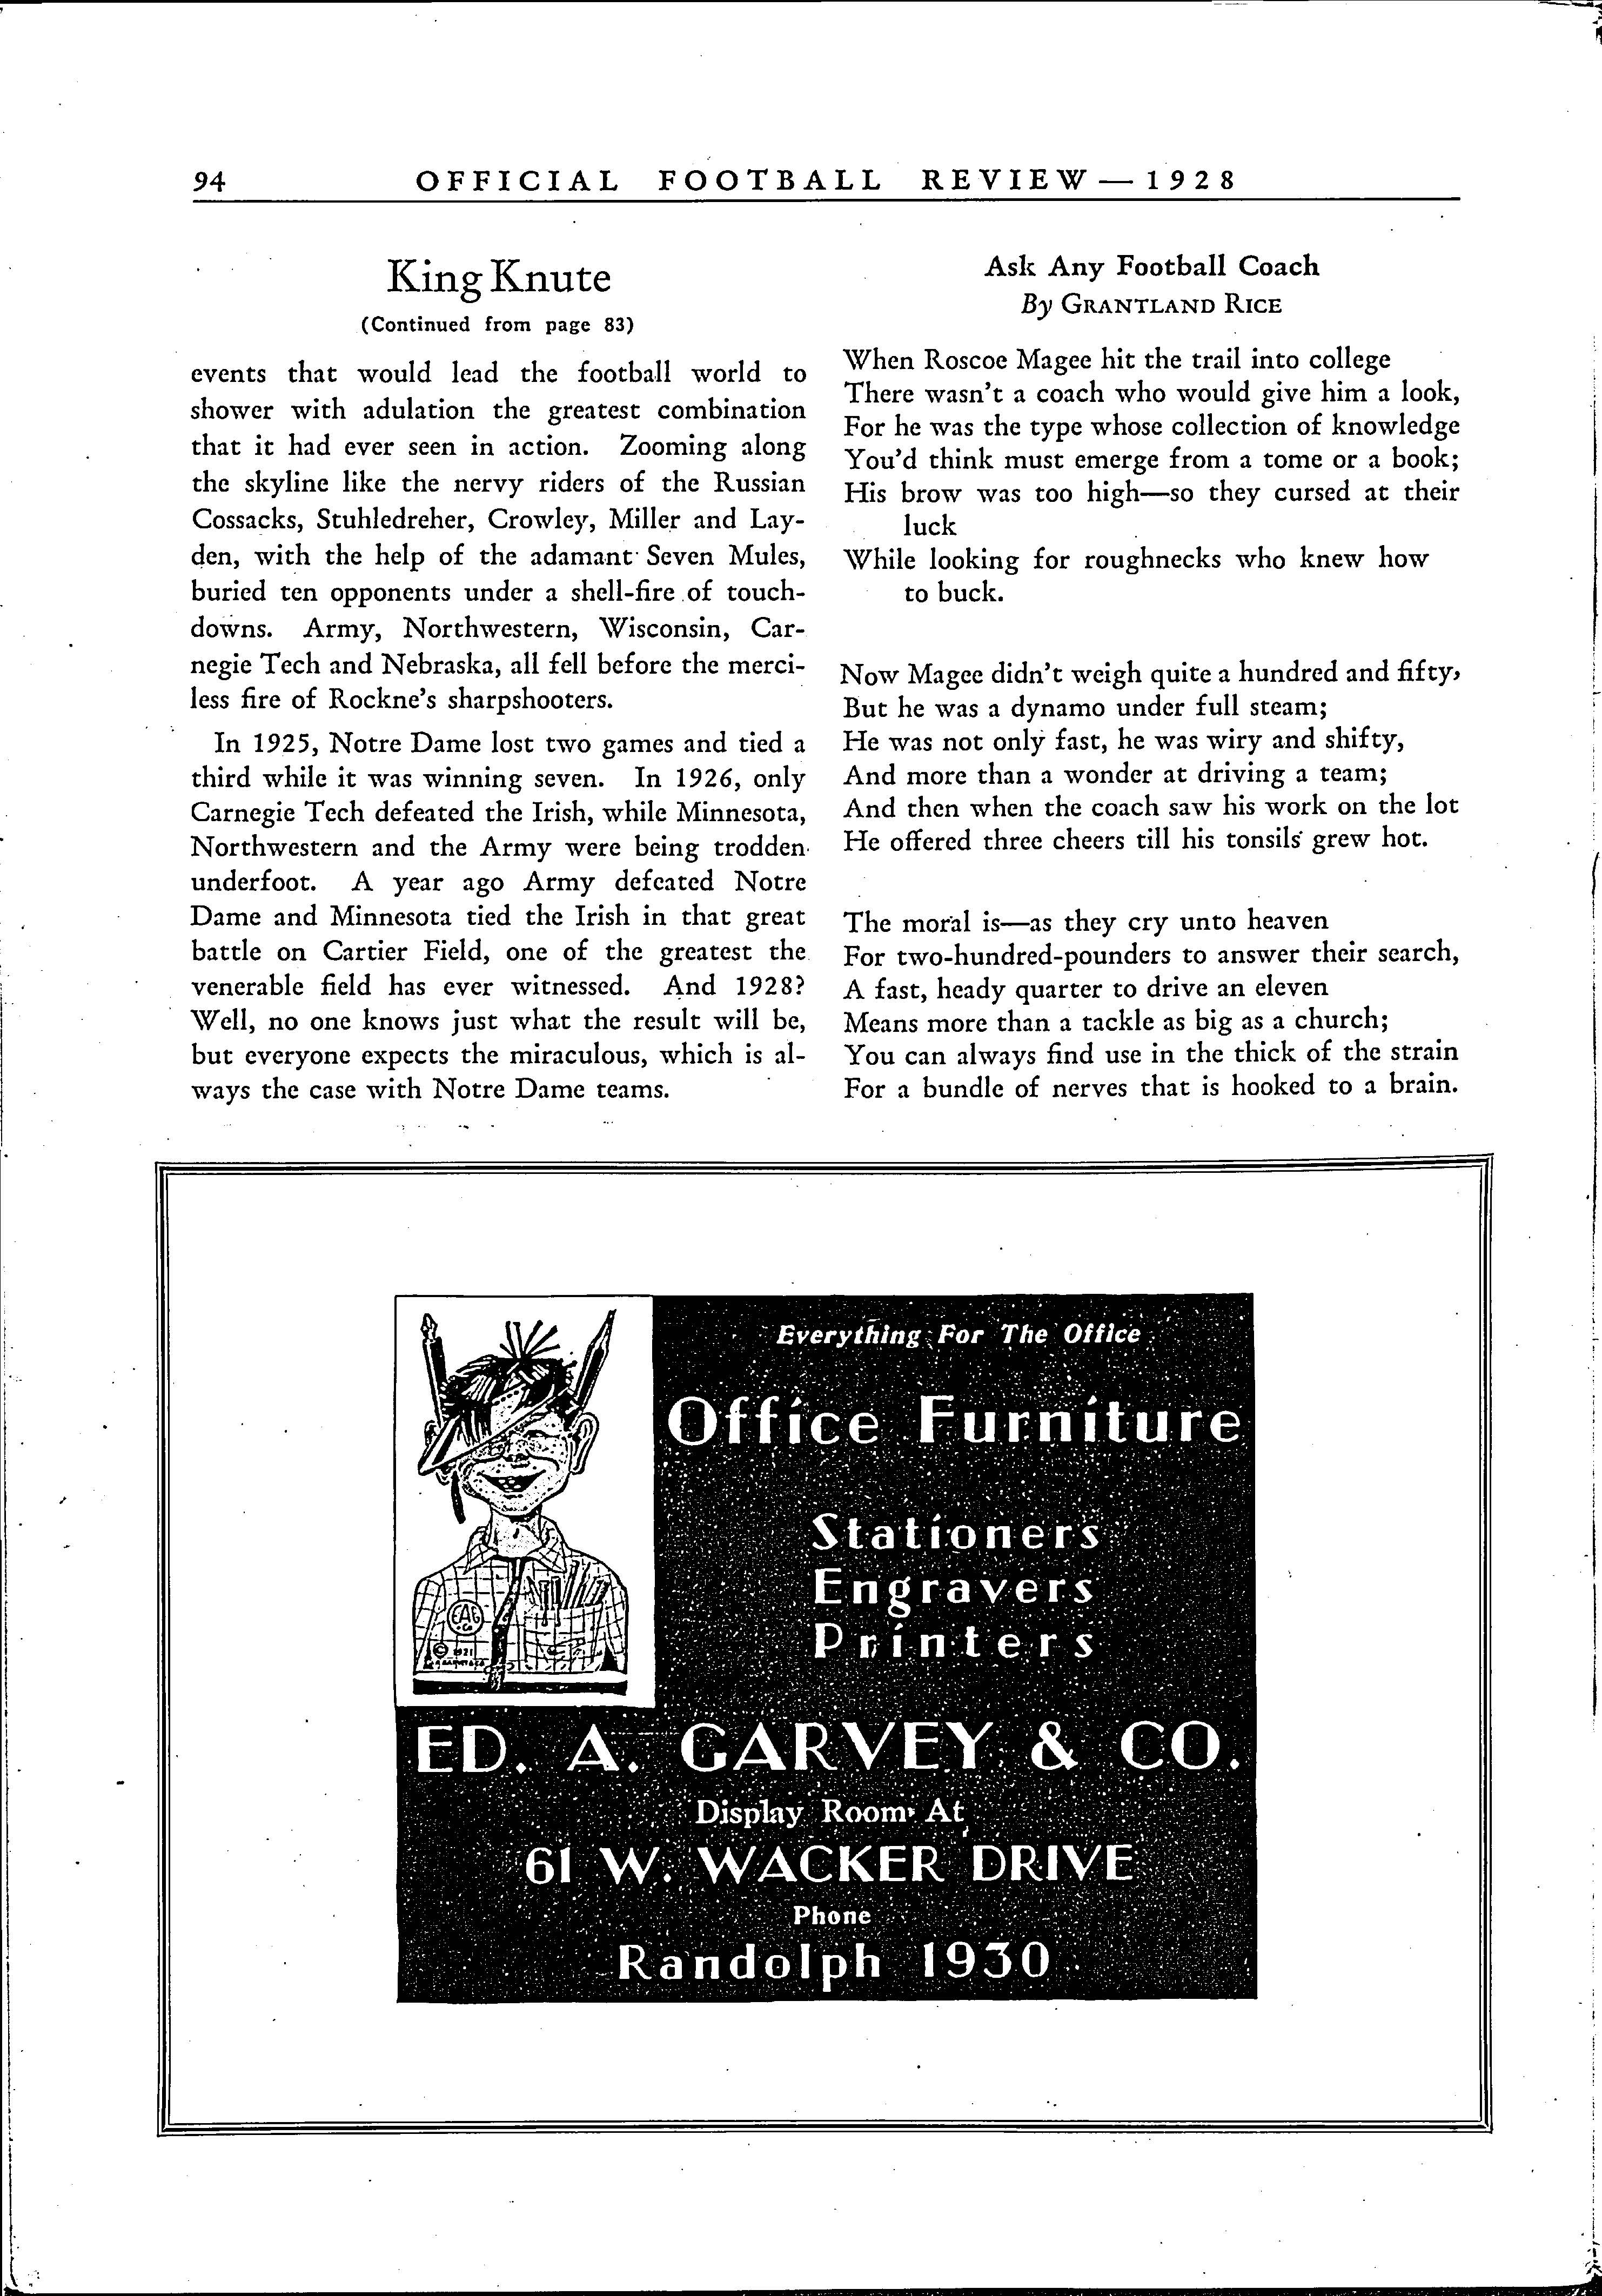 94 OFFICIAL FOOTBALL REVIEW—1928
King Knute
(Continued from page 83)
events that would lead the football world to
shower with adulation the greatest combination
that it had ever seen in action. Zooming along
the skyline like the nervy riders of the Russian
Cossacks, Stuhledreher, Crowley, Miller and Lay-
den, with the help of the adamant Seven Mules,
buried ten opponents under a shell-fire of touch-
downs. Army, Northwestern, Wisconsin, Car-
negie Tech and Nebraska, all fell before the merci-
less fire of Rockne's sharpshooters.
In 1925, Notre Dame lost two games and tied a
third while it was winning seven. In 1926, only
Carnegie Tech defeated the Irish, while Minnesota,
Northwestern and the Army were being trodden
underfoot. A year ago Army defeated Notre
Dame and Minnesota tied the Irish in that great
battle on Cartier Field, one of the greatest the
venerable field has ever witnessed. And 1928?
Well, no one knows just what the result will be,
but everyone expects the miraculous, which is al-
ways the case with Notre Dame teams.
Ask Any Football Coach
By GRANTLAND RICE
When Roscoe Magee hit the trail into college
There wasn't a coach who would give him a look,
For he was the type whose collection of knowledge
You'd think must emerge from a tome or a book;
His brow was too high—so they cursed at their
luck
While looking for roughnecks who knew how
to buck.
Now Magee didn't weigh quite a hundred and fifty,
But he was a dynamo under full steam;
He was not only fast, he was wiry and shifty,
And more than a wonder at driving a team;
And then when the coach saw his work on the lot
He offered three cheers till his tonsils grew hot.
The moral is—as they cry unto heaven
For two-hundred-pounders to answer their search,
A fast, heady quarter to drive an eleven
Means more than a tackle as big as a church;
You can always find use in the thick of the strain
For a bundle of nerves that is hooked to a brain.
Everything For The Office
Office Furniture
Stationers
Engravers
Printers
EAG
Co
© 1921
ED. A. GARVEY & CO.
Display Room At
61 W. WACKER DRIVE
Phone
Randolph 1930